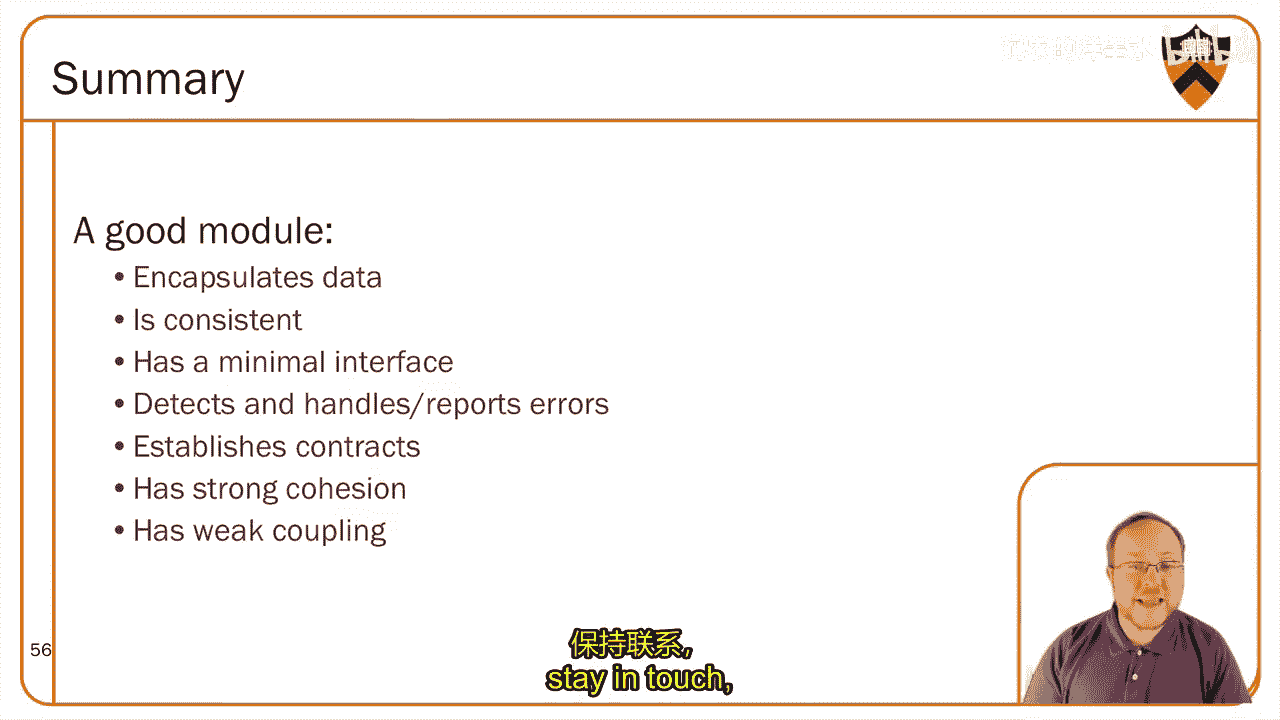 Summary
A good module:
• Encapsulates data
• Is consistent
• Has a minimal interface
• Detects and handles/reports errors
• Establishes contracts
• Has strong cohesion
• Has weak coupling
56
保持联系,
stay in touch,